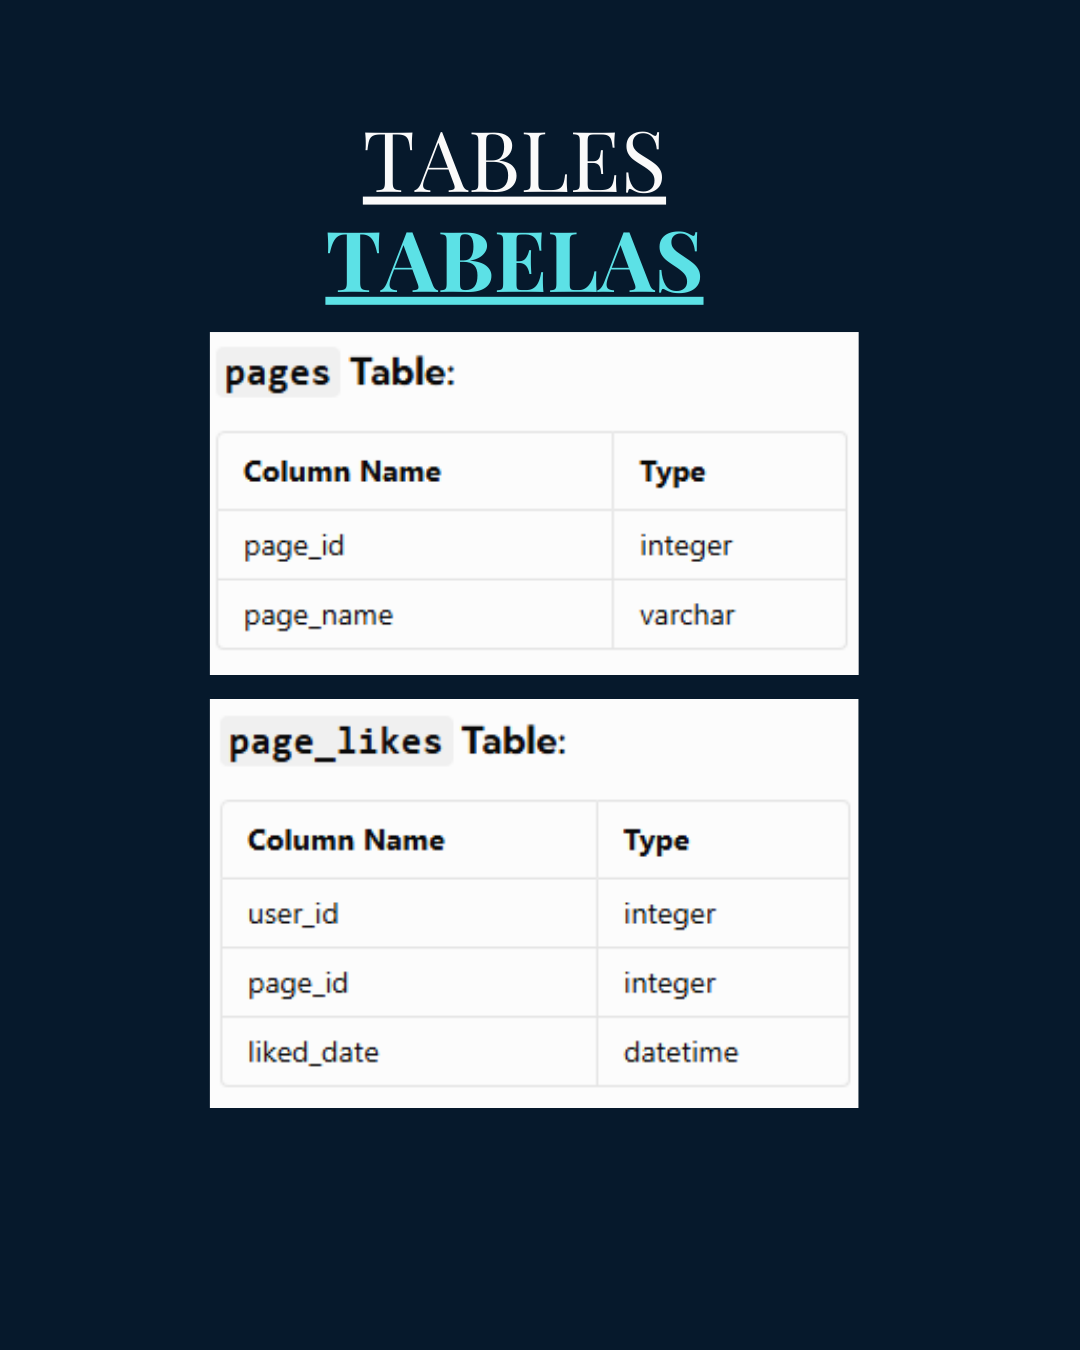 TABLES
TABELAS
pages Table:
Column Name Type
page_id integer
page_name varchar
page_likes Table:
Column Name Type
user_id integer
page_id integer
liked_date datetime